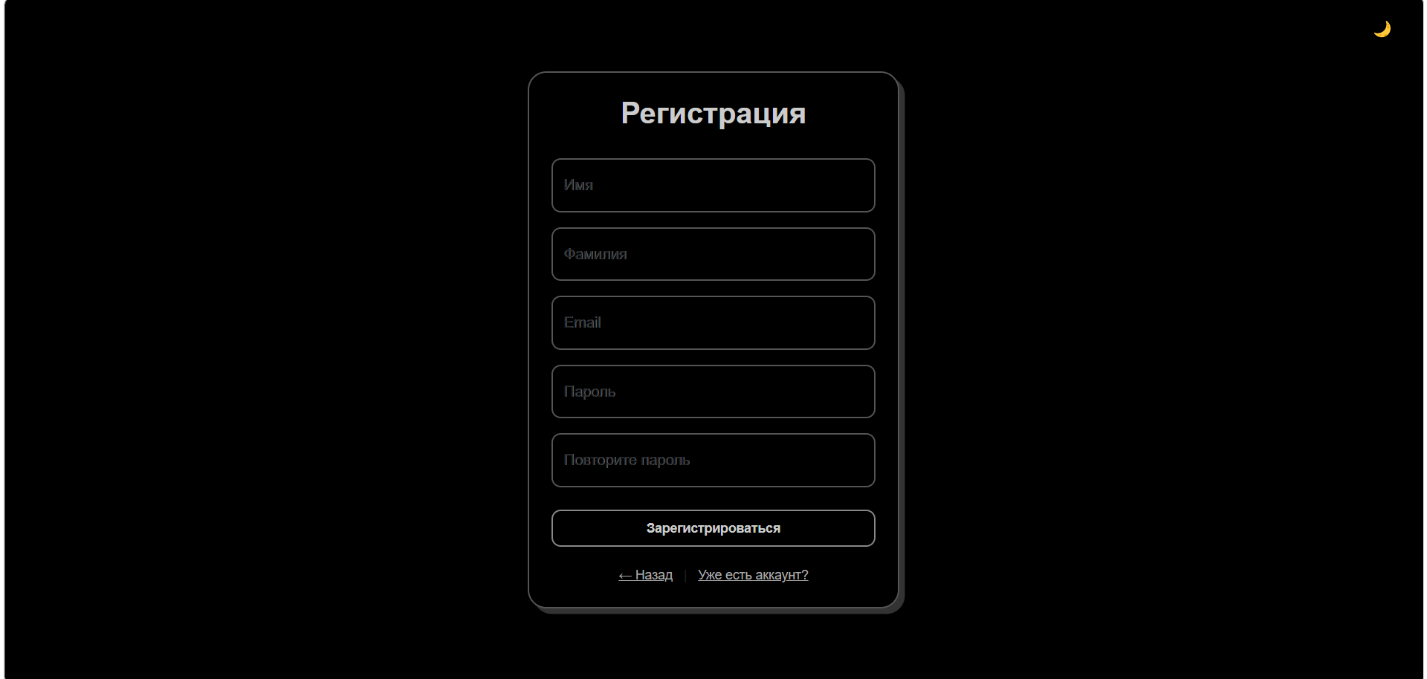 Регистрация
Имя
Фамилия
Email
Пароль
Повторите пароль
Зарегистрироваться
← Назад | Уже есть аккаунт?